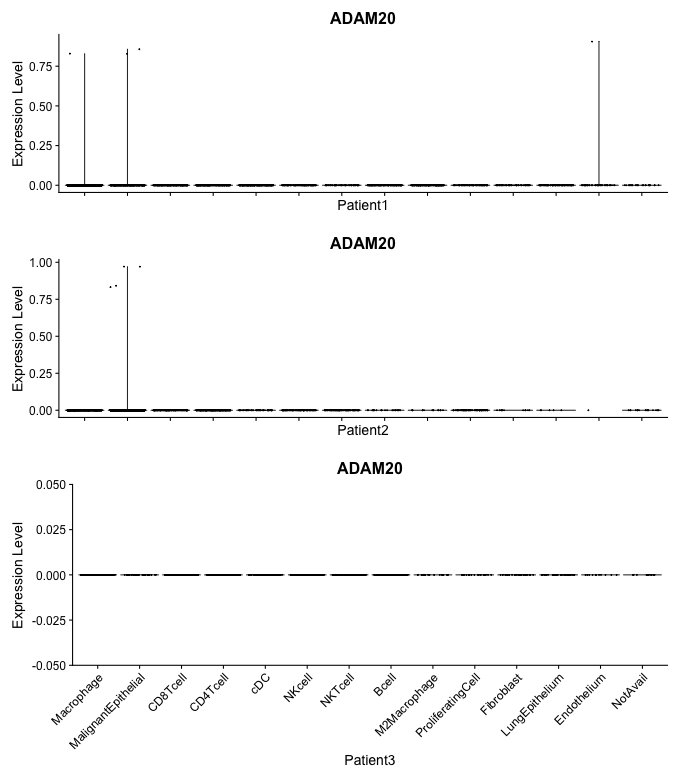 ADAM20
Expression Level
0.75
0.50
0.25
0.00
Patient1
ADAM20
Expression Level
1.00
0.75
0.50
0.25
0.00
Patient2
ADAM20
Expression Level
0.050
0.025
0.000
-0.025
-0.050
Macrophage
MalignantEpithelial
CD8Tcell
CD4Tcell
cDC
NKcell
NKTcell
Bcell
M2Macrophage
ProliferatingCell
Fibroblast
LungEpithelium
Endothelium
NotAvail
Patient3